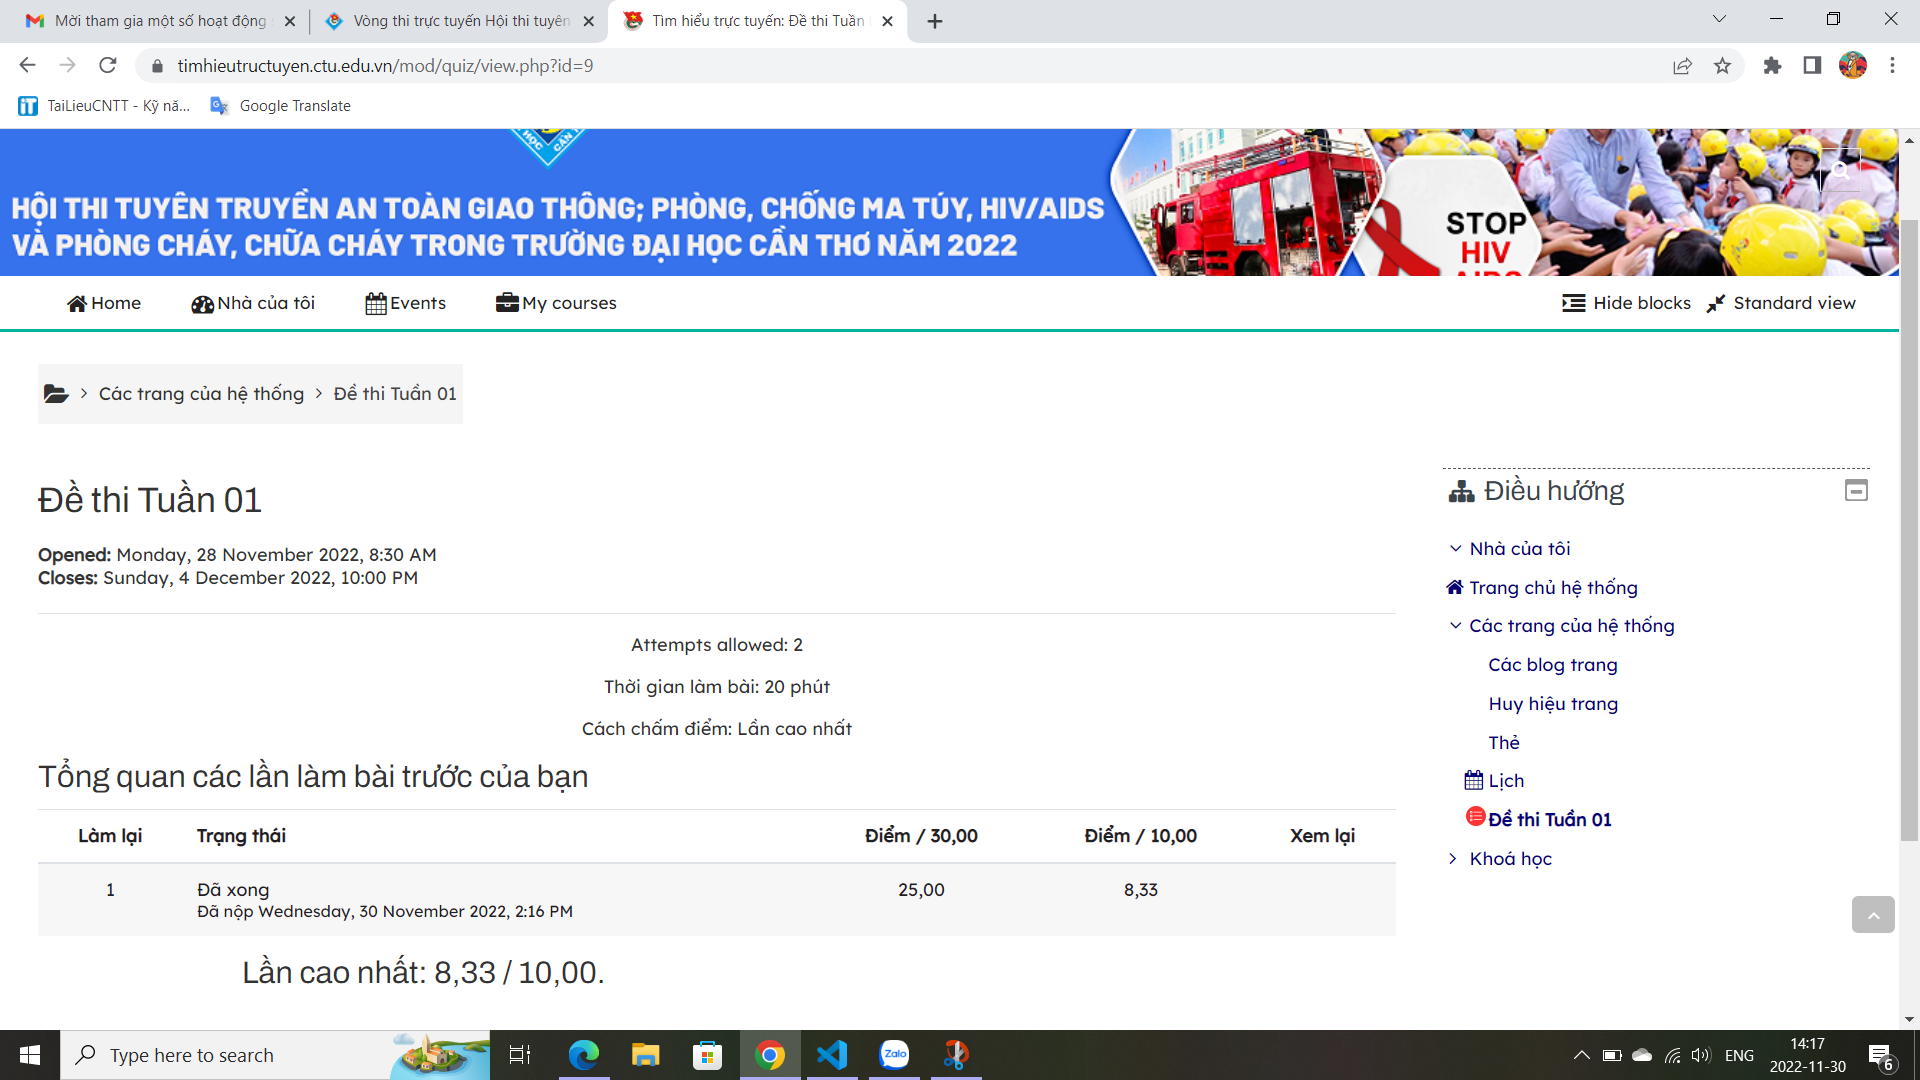 Mời tham gia một số hoạt động
Vòng thi trực tuyến Hội thi tuyên
Tìm hiểu trực tuyến: Đề thi Tuần
timhieutructuyen.ctu.edu.vn/mod/quiz/view.php?id=9
TaiLieuCNTT - Kỹ nă...
Google Translate
HỘI THI TUYÊN TRUYỀN AN TOÀN GIAO THÔNG; PHÒNG, CHỐNG MA TÚY, HIV/AIDS
VÀ PHÒNG CHÁY, CHỮA CHÁY TRONG TRƯỜNG ĐẠI HỌC CẦN THƠ NĂM 2022
STOP
HIV
AIDS
Home
Nhà của tôi
Events
My courses
Hide blocks
Standard view
Các trang của hệ thống
Đề thi Tuần 01
Đề thi Tuần 01
Opened: Monday, 28 November 2022, 8:30 AM
Closes: Sunday, 4 December 2022, 10:00 PM
Attempts allowed: 2
Thời gian làm bài: 20 phút
Cách chấm điểm: Lần cao nhất
Tổng quan các lần làm bài trước của bạn
Làm lại Trạng thái Điểm / 30,00 Điểm / 10,00 Xem lại
1 Đã xong 25,00 8,33
Đã nộp Wednesday, 30 November 2022, 2:16 PM
Lần cao nhất: 8,33 / 10,00.
Điều hướng
Nhà của tôi
Trang chủ hệ thống
Các trang của hệ thống
Các blog trang
Huy hiệu trang
Thẻ
Lịch
Đề thi Tuần 01
Khoá học
Type here to search
Zalo
ENG
14:17
2022-11-30
6